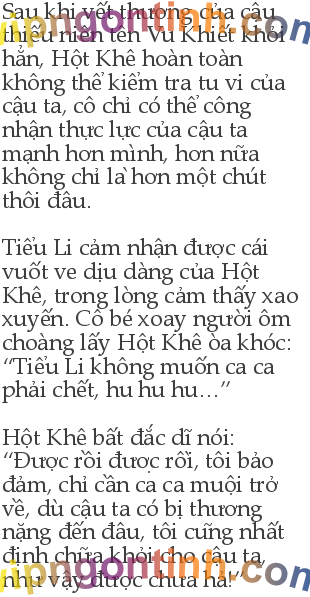 Sau khi vết thương của cậu
thiếu niên tên Vu Khiết khỏi
hẳn, Hột Khê hoàn toàn
không thể kiểm tra tu vi của
cậu ta, cô chỉ có thể công
nhận thực lực của cậu ta
mạnh hơn mình, hơn nữa
không chỉ là hơn một chút
thôi đâu.
Tiểu Li cảm nhận được cái
vuốt ve dịu dàng của Hột
Khê, trong lòng cảm thấy xao
xuyến. Cô bé xoay người ôm
choàng lấy Hột Khê òa khóc:
“Tiểu Li không muốn ca ca
phải chết, hu hu hu…”
Hột Khê bất đắc dĩ nói:
“Được rồi được rồi, tôi bảo
đảm, chỉ cần ca ca muội trở
về, dù cậu ta có bị thương
nặng đến đâu, tôi cũng nhất
định chữa khỏi cho cậu ta,
như vậy được chưa hả?”
vipngontinh.com
vipngontinh.com